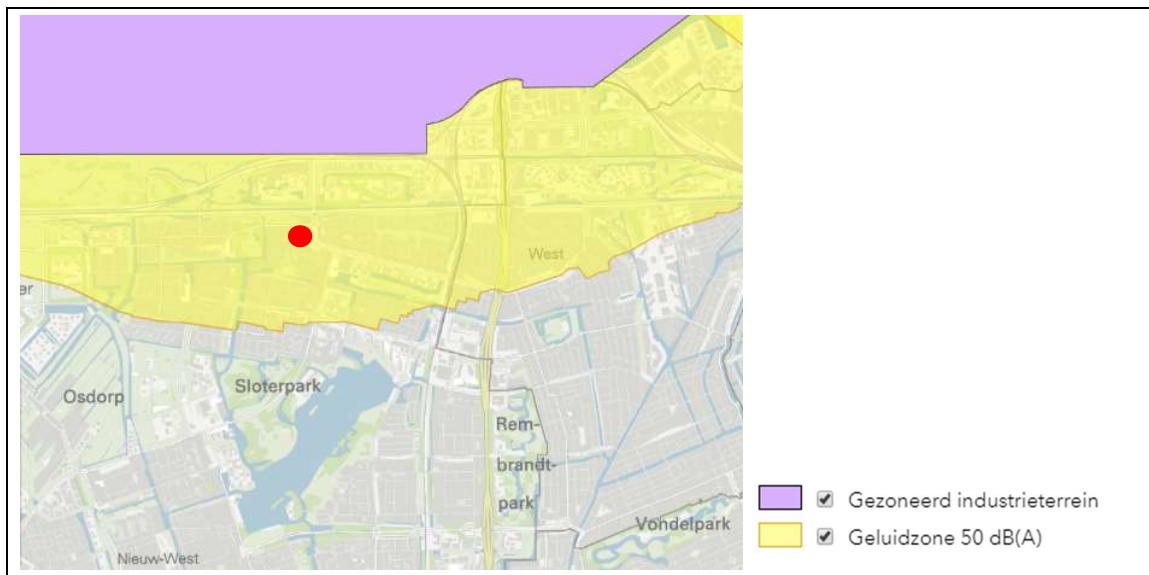 West
er
Osdorp
Sloterpark
Rem-
brandt-
park
Vondelpark
Nieuw-West
Gezoneerd industrieterrein
Geluidzone 50 dB(A)